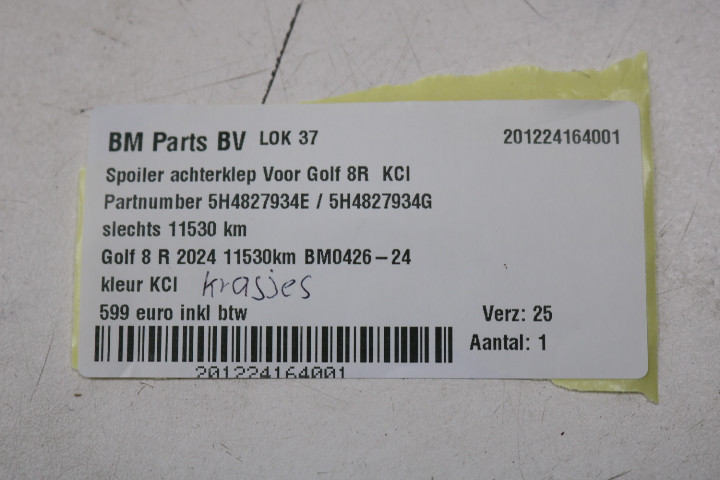 BM Parts BV LOK 37 201224164001
Spoiler achterklep Voor Golf 8R KCI
Partnumber 5H4827934E / 5H4827934G
slechts 11530 km
Golf 8 R 2024 11530km BM0426-24
kleur KCI krasjes
599 euro inkl btw Verz: 25
Aantal: 1
201224164001